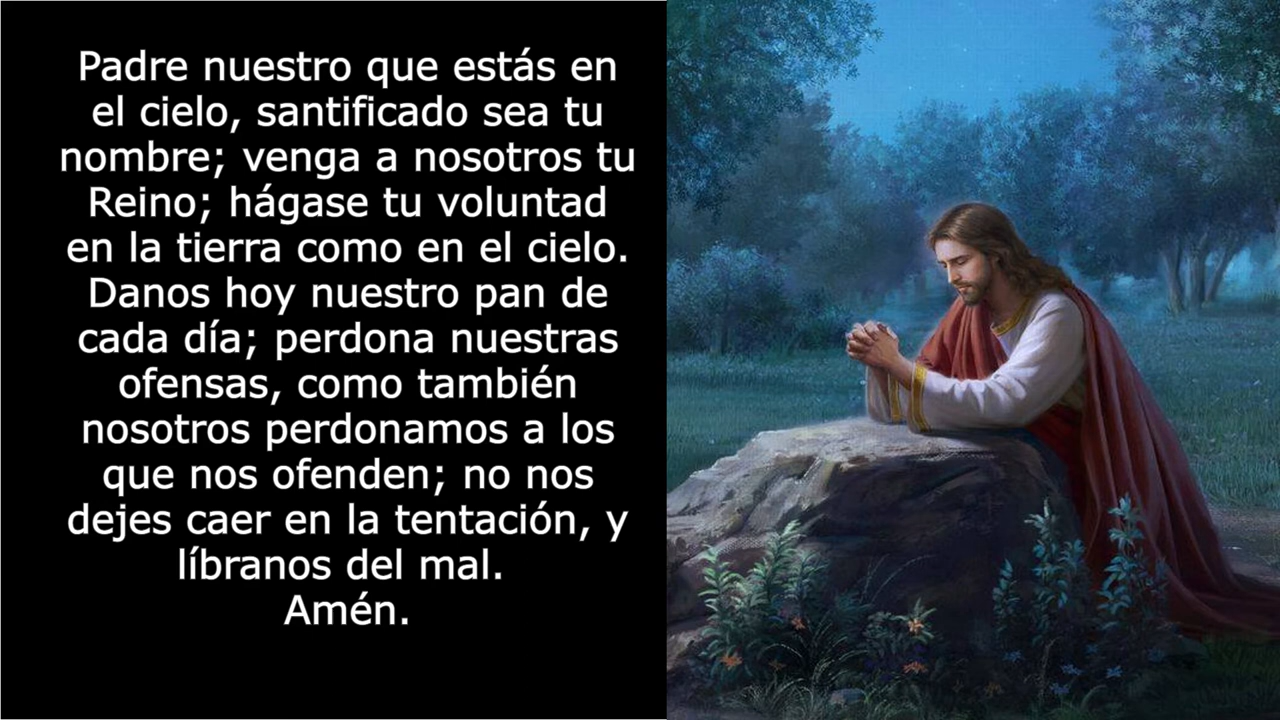 Padre nuestro que estás en
el cielo, santificado sea tu
nombre; venga a nosotros tu
Reino; hágase tu voluntad
en la tierra como en el cielo.
Danos hoy nuestro pan de
cada día; perdona nuestras
ofensas, como también
nosotros perdonamos a los
que nos ofenden; no nos
dejes caer en la tentación, y
líbranos del mal.
Amén.